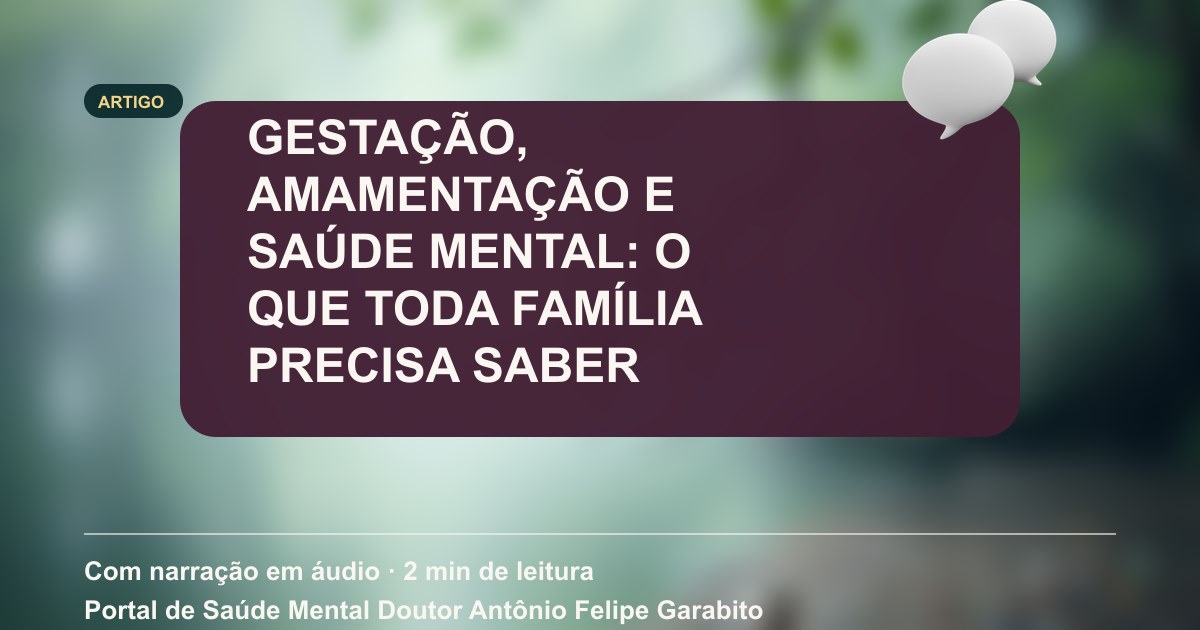 ARTIGO
GESTAÇÃO,
AMAMENTAÇÃO E
SAÚDE MENTAL: O
QUE TODA FAMÍLIA
PRECISA SABER
Com narração em áudio · 2 min de leitura
Portal de Saúde Mental Doutor Antônio Felipe Garabito